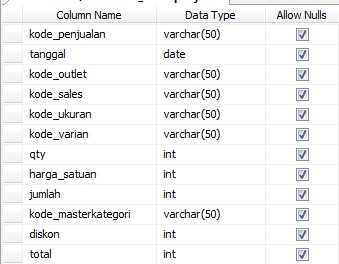 Column Name Data Type Allow Nulls
kode_penjualan varchar(50)
tanggal date
kode_outlet varchar(50)
kode_sales varchar(50)
kode_ukuran varchar(50)
kode_varian varchar(50)
qty int
harga_satuan int
jumlah int
kode_masterkategori varchar(50)
diskon int
total int